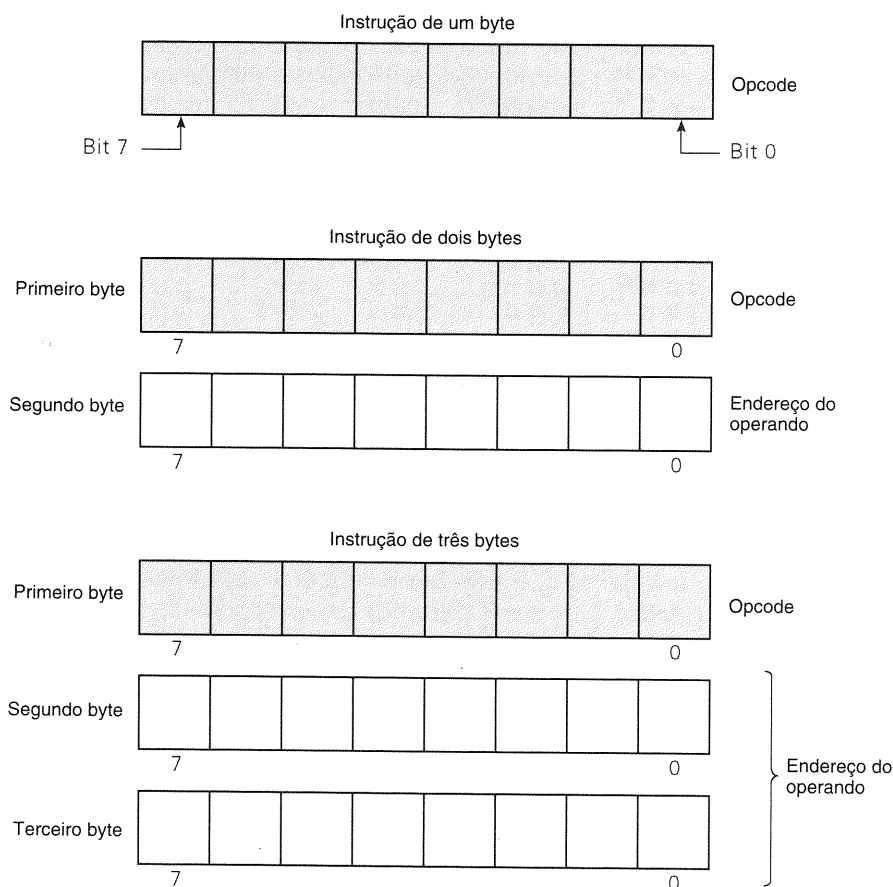 Instrução de um byte
Opcode
Bit 7
Bit 0
Instrução de dois bytes
Primeiro byte
Opcode
7
0
Segundo byte
Endereço do
operando
7
0
Instrução de três bytes
Primeiro byte
Opcode
7
0
Segundo byte
7
0
Endereço do
operando
Terceiro byte
7
0